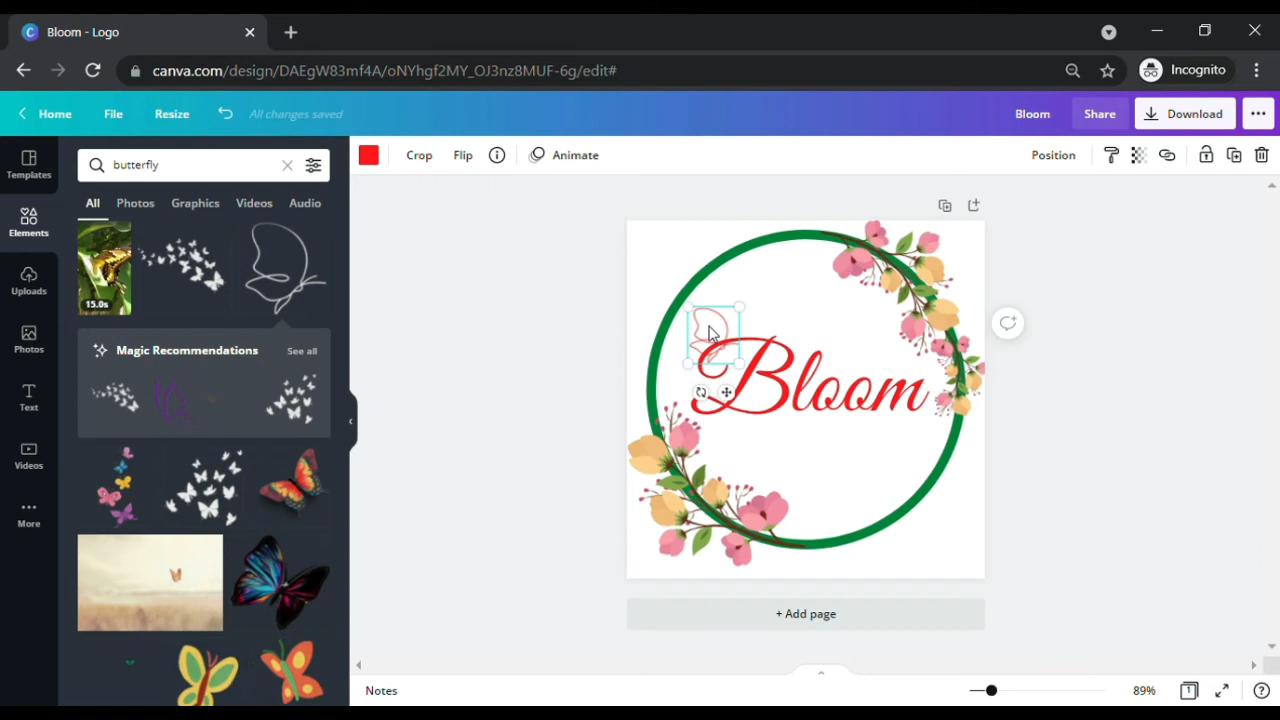 Bloom - Logo
canva.com/design/DAEgW83mf4A/oNYhgf2MY_OJ3nz8MUF-6g/edit#
Incognito
Home File Resize All changes saved Bloom Share Download
Templates
Elements
Uploads
Photos
Text
Videos
More
butterfly
All Photos Graphics Videos Audio
15.0s
Magic Recommendations See all
Crop Flip Animate Position
Bloom
+ Add page
Notes 89% 1